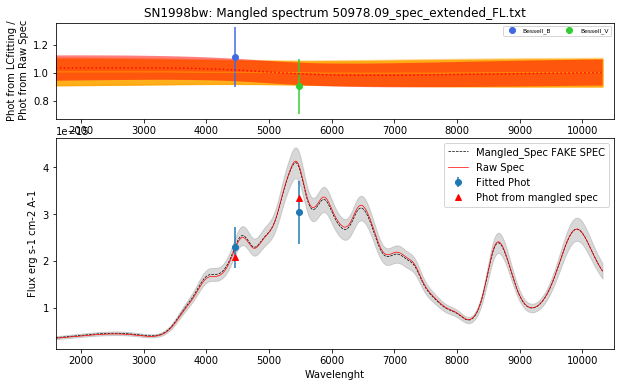 SN1998bw: Mangled spectrum 50978.09_spec_extended_FL.txt
Phot from LCfitting /
Phot from Raw Spec
1.2
1.0
0.8
Bessell_B
Bessell_V
2000 3000 4000 5000 6000 7000 8000 9000 10000
Flux erg s-1 cm-2 A-1
4
3
2
1
Mangled_Spec FAKE SPEC
Raw Spec
Fitted Phot
Phot from mangled spec
2000 3000 4000 5000 6000 7000 8000 9000 10000
Wavelenght